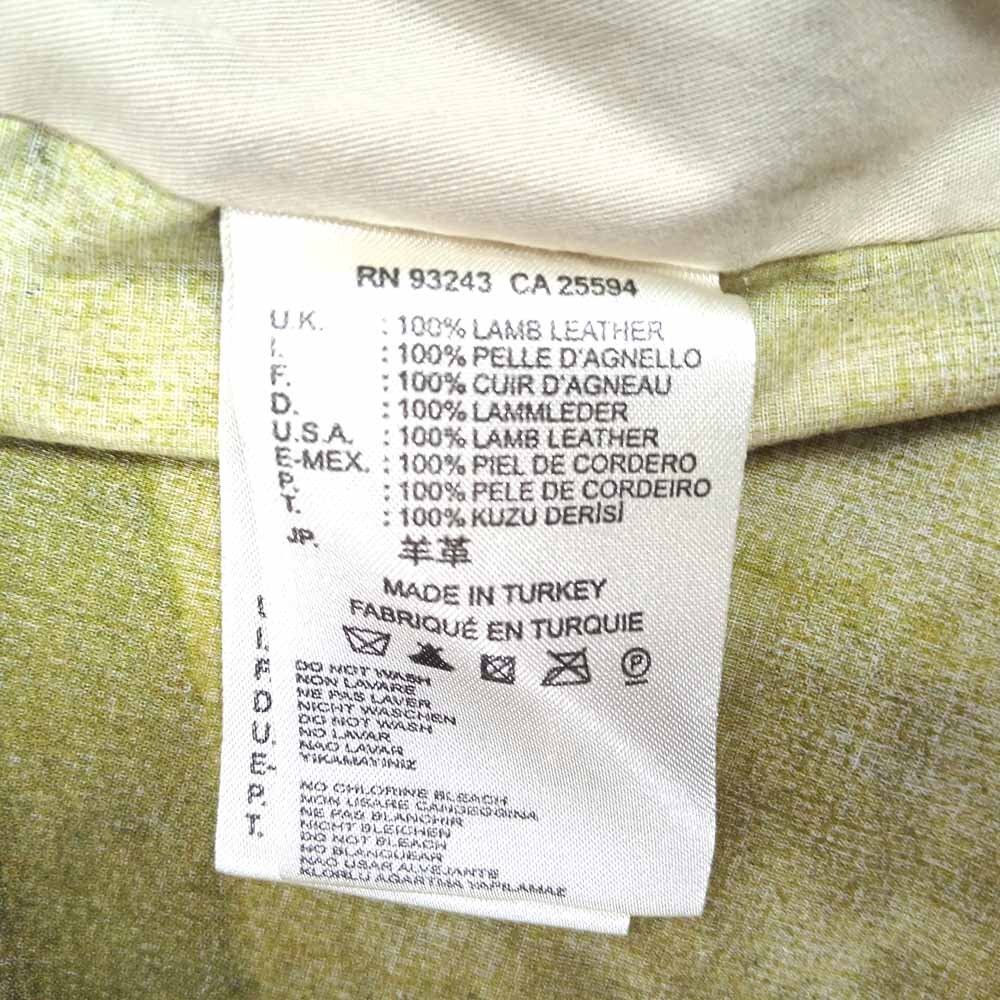 RN 93243 CA 25594
U.K. : 100% LAMB LEATHER
I. : 100% PELLE D'AGNELLO
F. : 100% CUIR D'AGNEAU
D. : 100% LAMMLEDER
U.S.A. : 100% LAMB LEATHER
E-MEX. : 100% PIEL DE CORDERO
P. : 100% PELE DE CORDEIRO
T. : 100% KUZU DERİSİ
JP. 羊革
MADE IN TURKEY
FABRIQUÉ EN TURQUIE
P
DO NOT WASH
I. NON LAVARE
F. NE PAS LAVER
D. NICHT WASCHEN
U. DO NOT WASH
E. NO LAVAR
P. NAO LAVAR
T. YIKAMAYINIZ
NO CHLORINE BLEACH
NON USARE CANDEGGINA
NE PAS BLANCHIR
NICHT BLEICHEN
DO NOT BLEACH
NO BLANQUEAR
NAO USAR ALVEJANTE
KLORLU AGARTMA YAPILAMAZ